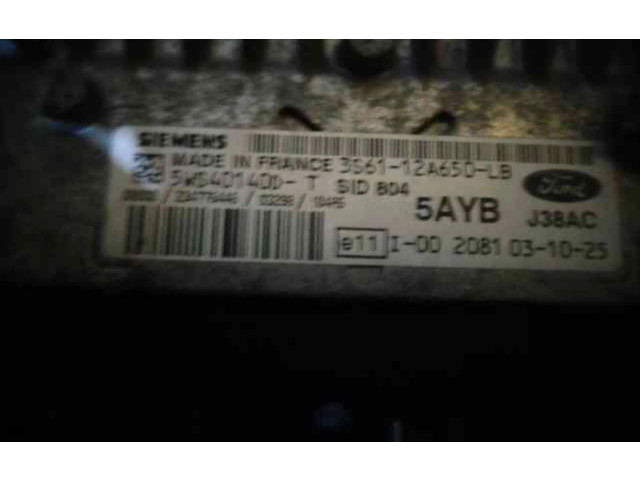 SIEMENS
MADE IN FRANCE 3S61-12A650-LB
5WS40140D-T SID 804
Ford
5AYB J38AC
e11 I-00 2081 03-10-25